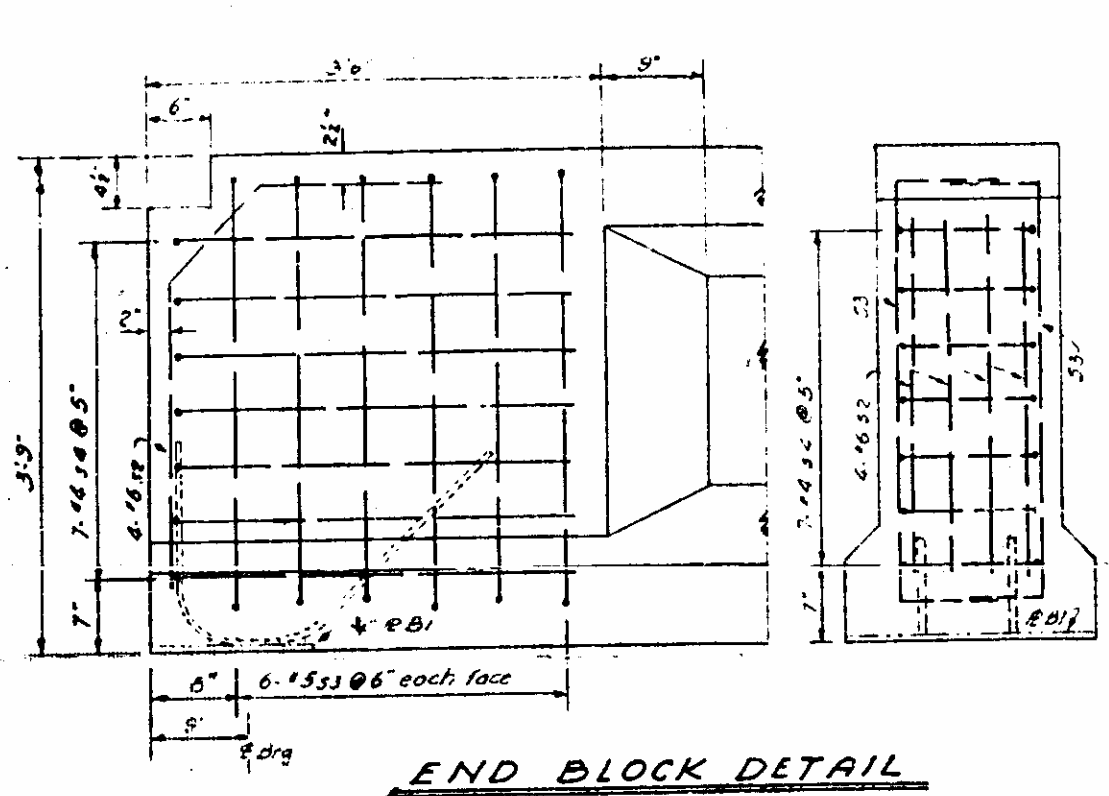 3'0
9"
6"
2½"
4½"
2"
3'-9"
7-#4 S4 @ 5"
4-#6 S2
7"
7-#4 S4 @ 5"
S3
4-#6 S2
S3
7"
℄ B1
℄ B1
8"
6-#5 S3 @ 6" each face
9"
℄ Brg
END BLOCK DETAIL